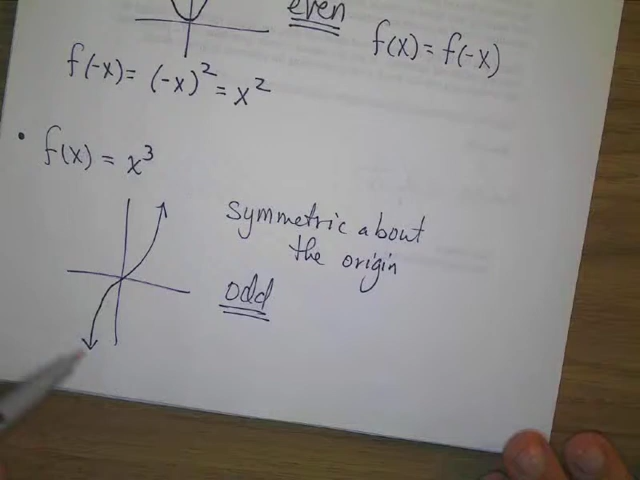 even
f(x) = f(-x)
f(-x) = (-x)² = x²
• f(x) = x³
Symmetric about
the origin
odd